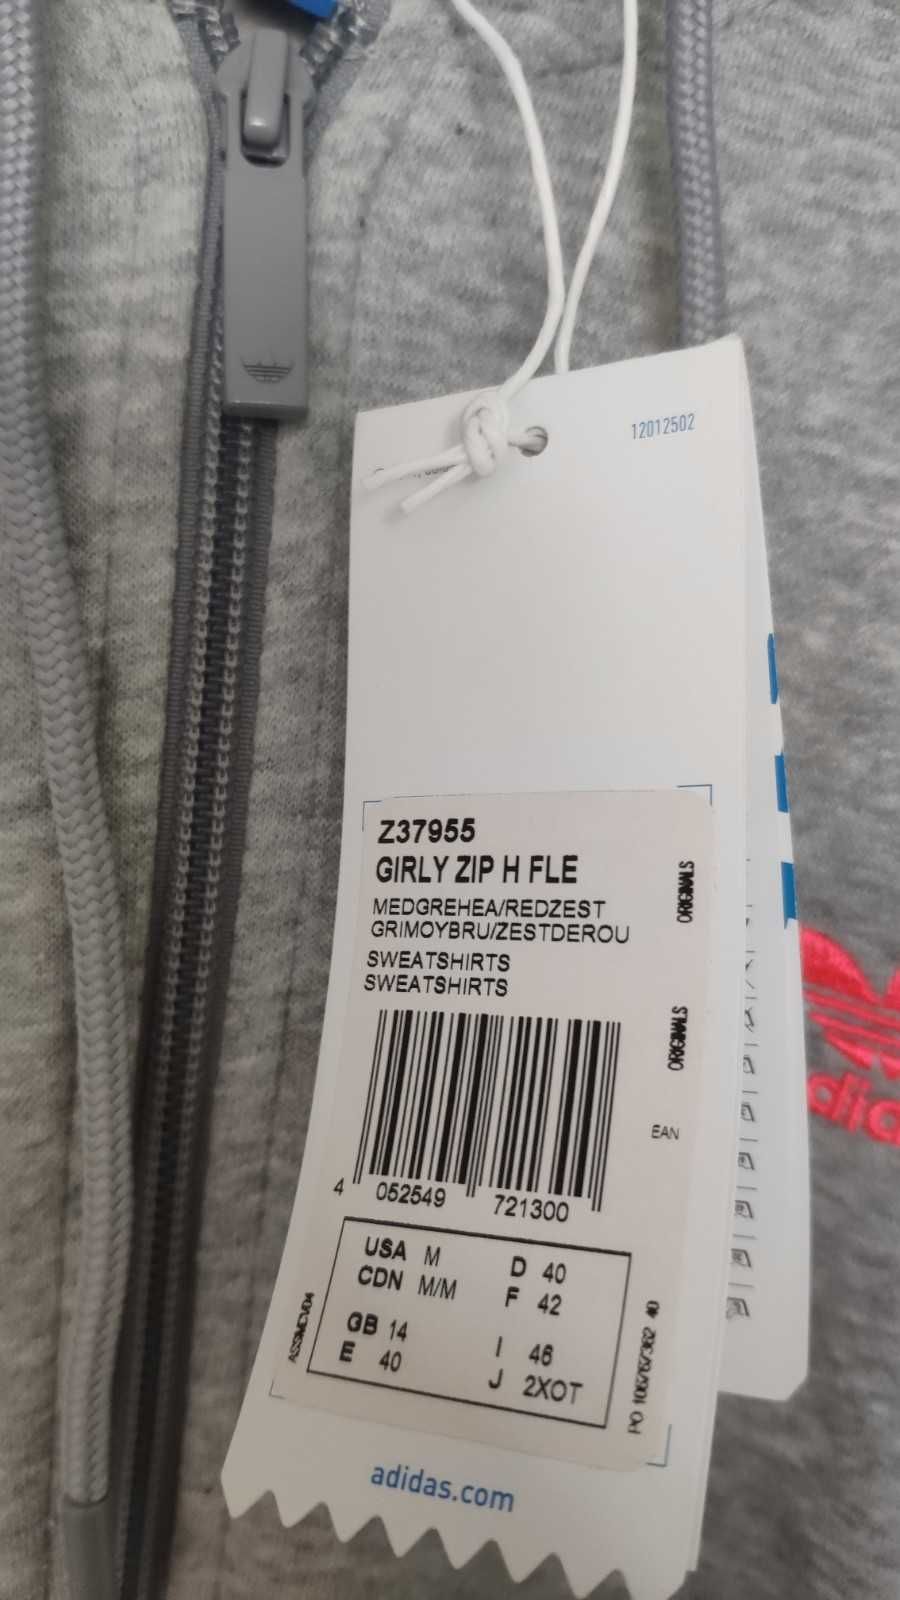 12012502
Z37955
GIRLY ZIP H FLE
MEDGREHEA/REDZEST
GRIMOYBRU/ZESTDEROU
SWEATSHIRTS
SWEATSHIRTS
ORIGINALS
ORIGINALS
EAN
4 052549 721300
USA M D 40
CDN M/M F 42
GB 14 I 46
E 40 J 2XOT
adidas.com